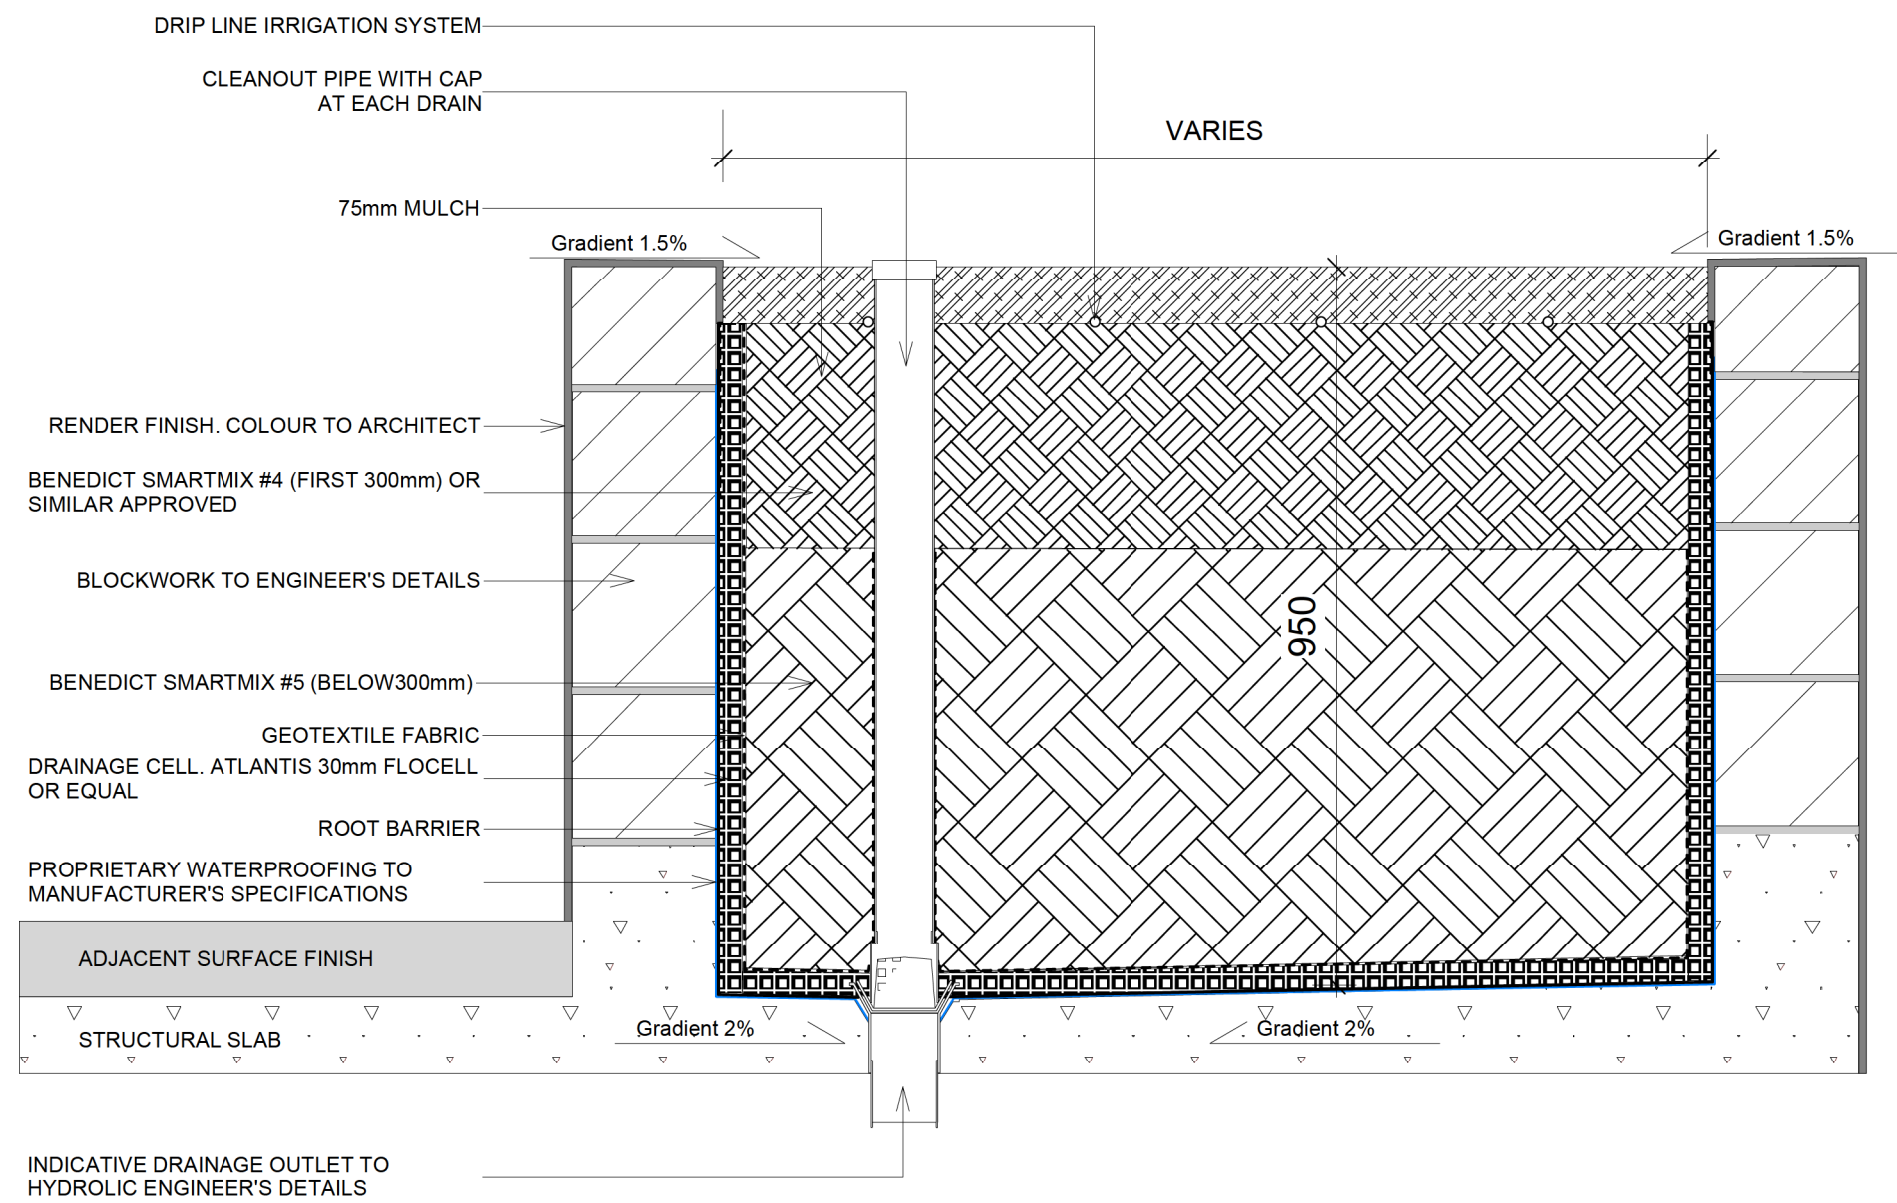 DRIP LINE IRRIGATION SYSTEM
CLEANOUT PIPE WITH CAP
AT EACH DRAIN
VARIES
75mm MULCH
Gradient 1.5%
Gradient 1.5%
RENDER FINISH. COLOUR TO ARCHITECT
BENEDICT SMARTMIX #4 (FIRST 300mm) OR
SIMILAR APPROVED
BLOCKWORK TO ENGINEER'S DETAILS
950
BENEDICT SMARTMIX #5 (BELOW300mm)
GEOTEXTILE FABRIC
DRAINAGE CELL. ATLANTIS 30mm FLOCELL
OR EQUAL
ROOT BARRIER
PROPRIETARY WATERPROOFING TO
MANUFACTURER'S SPECIFICATIONS
ADJACENT SURFACE FINISH
STRUCTURAL SLAB
Gradient 2%
Gradient 2%
INDICATIVE DRAINAGE OUTLET TO
HYDROLIC ENGINEER'S DETAILS